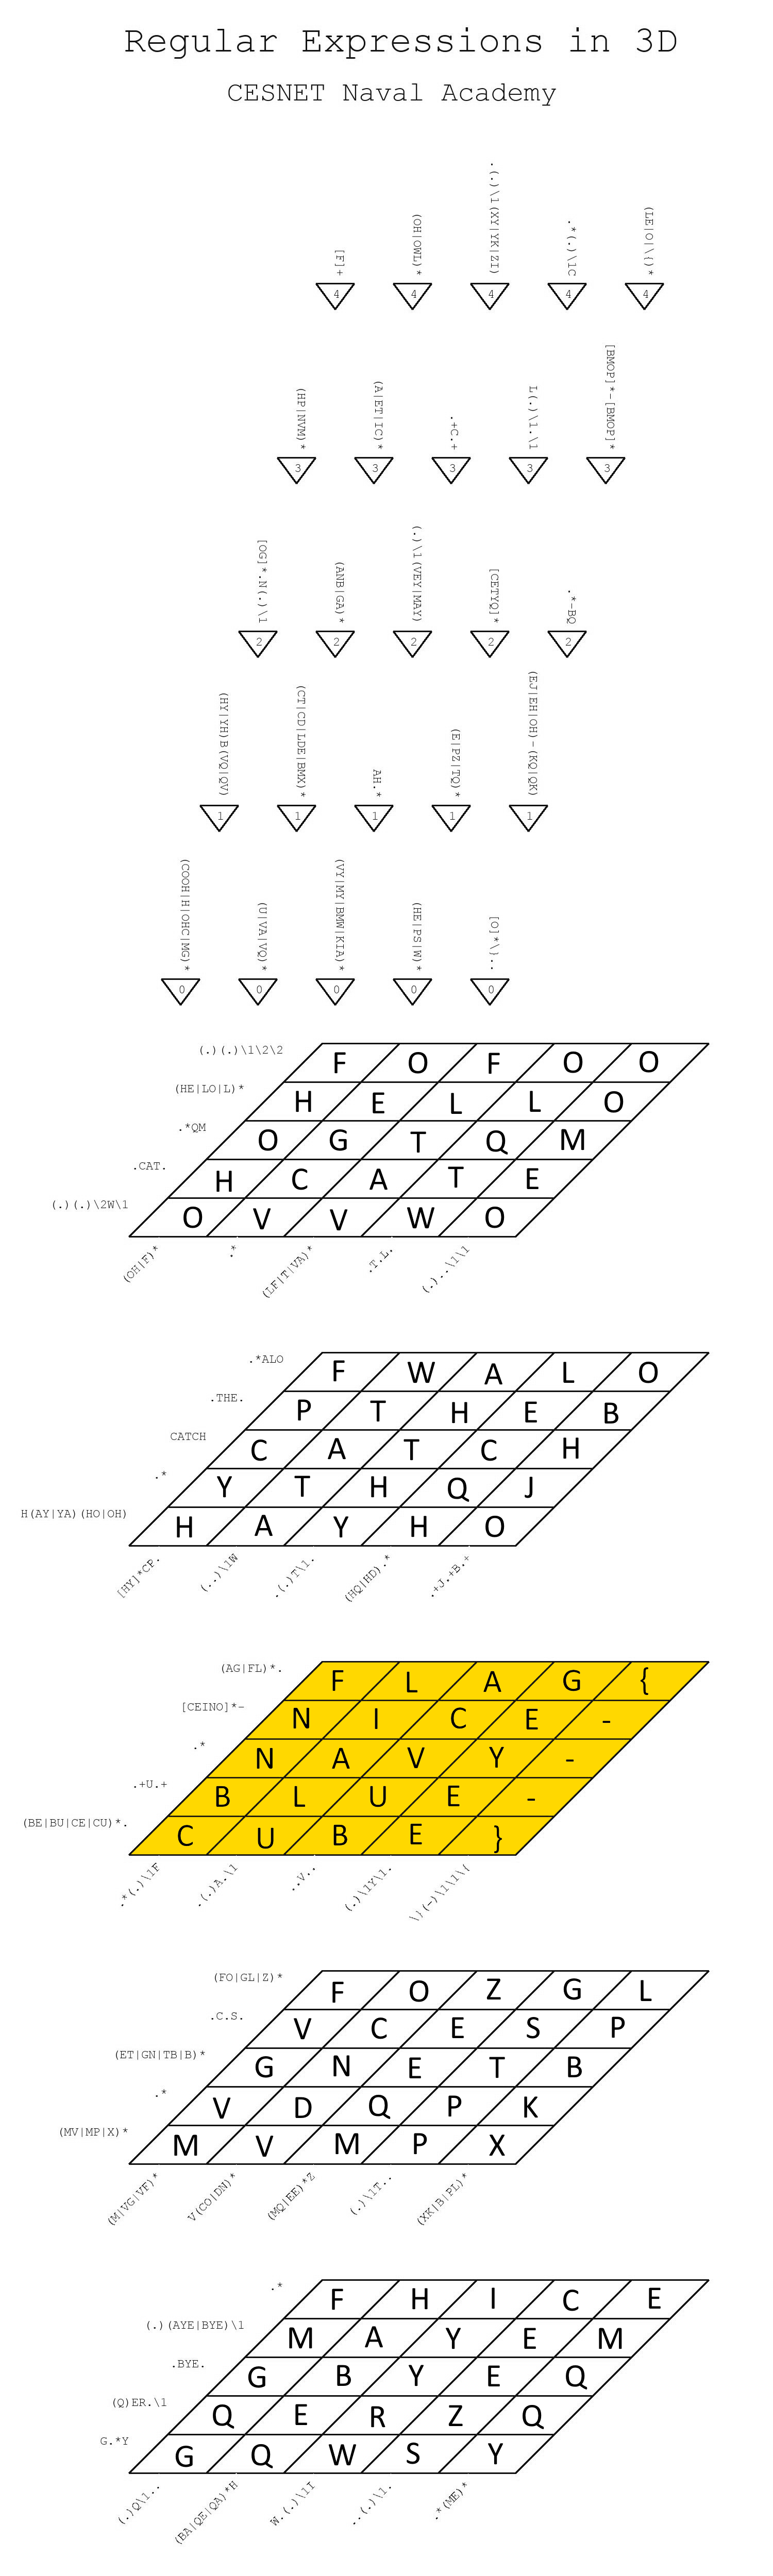 Regular Expressions in 3D
CESNET Naval Academy
[F]+
(OH|OWL)*
.(.)\1(XY|YK|ZI)
.*(.)\1C
(LE|O|\{)*
4 4 4 4 4
(HP|NVM)*
(A|ET|IC)*
.+C.+
L(.)\1.\1
[BMOP]*-[BMOP]*
3 3 3 3 3
[OG]*.N(.)\1
(ANB|GA)*
(.)\1(VEY|MAY)
[CETYQ]*
.*-BQ
2 2 2 2 2
(HY|YH)B(VQ|QV)
(CT|CD|LDE|BMX)*
AH.*
(E|PZ|TQ)*
(EJ|EH|OH)-(KQ|QK)
1 1 1 1 1
(COOH|H|OHC|MG)*
(U|VA|VQ)*
(VY|MY|BMW|KIA)*
(HE|PS|W)*
[O]*\}..
0 0 0 0 0
(.)(.)\1\2\2 F O F O O
(HE|LO|L)* H E L L O
.*QM O G T Q M
.CAT. H C A T E
(.)(.)\2W\1 O V V W O
(OH|F)* .* (LF|T|VA)* .T.L. (.)..\1\1
.*ALO F W A L O
.THE. P T H E B
CATCH C A T C H
.* Y T H Q J
H(AY|YA)(HO|OH) H A Y H O
[HY]*CP. (..)\1W .(.)T\1. (HQ|HD).* .+J.+B.+
(AG|FL)*. F L A G {
[CEINO]*- N I C E -
.* N A V Y -
.+U.+ B L U E -
(BE|BU|CE|CU)*. C U B E }
.*(.)\1F .(.)A.\1 ..V.. (.)\1Y\1. \}(-)\1\1\{
(FO|GL|Z)* F O Z G L
.C.S. V C E S P
(ET|GN|TB|B)* G N E T B
.* V D Q P K
(MV|MP|X)* M V M P X
(M|VG|VF)* V(CO|DN)* (MQ|EE)*Z (.)\1T.. (XK|B|PL)*
.* F H I C E
(.)(AYE|BYE)\1 M A Y E M
.BYE. G B Y E Q
(Q)ER.\1 Q E R Z Q
G.*Y G Q W S Y
(.)Q\1.. (BA|QE|QA)*H W.(.)\1I ..(.)\1. .*(ME)*